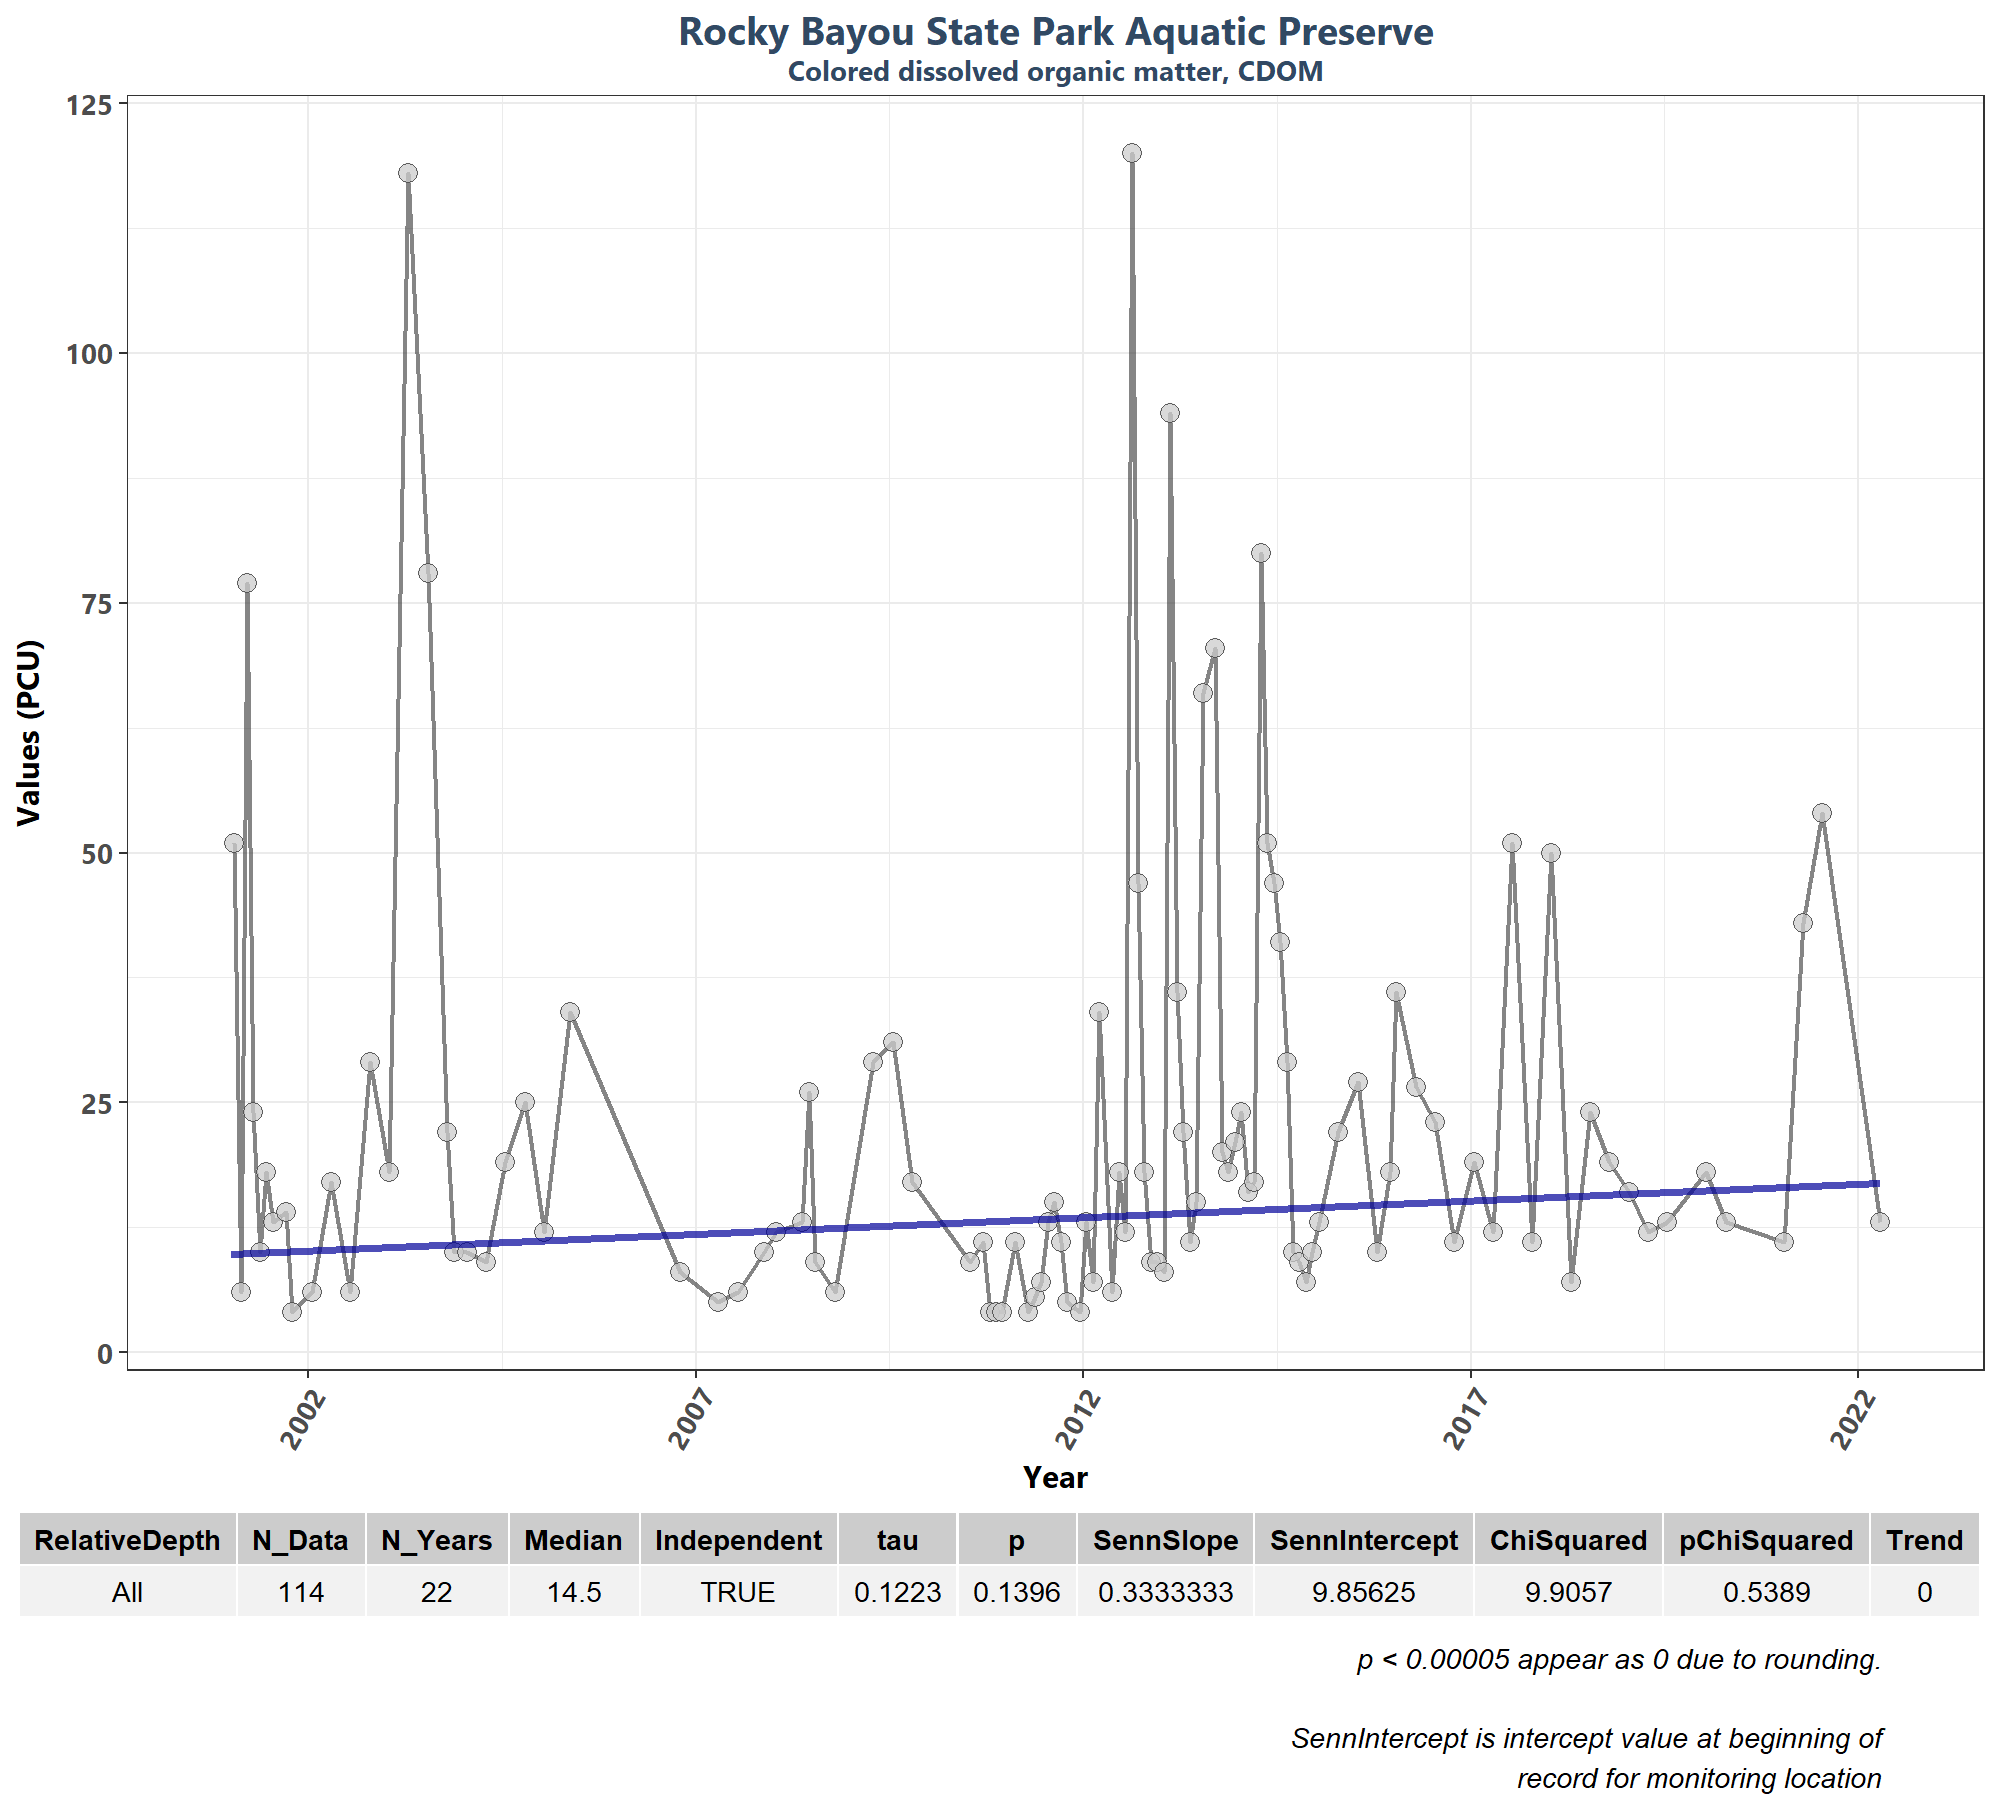 Rocky Bayou State Park Aquatic Preserve
Colored dissolved organic matter, CDOM
125
100
75
50
25
0
Values (PCU)
2002
2007
2012
2017
2022
Year
RelativeDepth N_Data N_Years Median Independent tau p SennSlope SennIntercept ChiSquared pChiSquared Trend
All 114 22 14.5 TRUE 0.1223 0.1396 0.3333333 9.85625 9.9057 0.5389 0
p < 0.00005 appear as 0 due to rounding.
SennIntercept is intercept value at beginning of
record for monitoring location